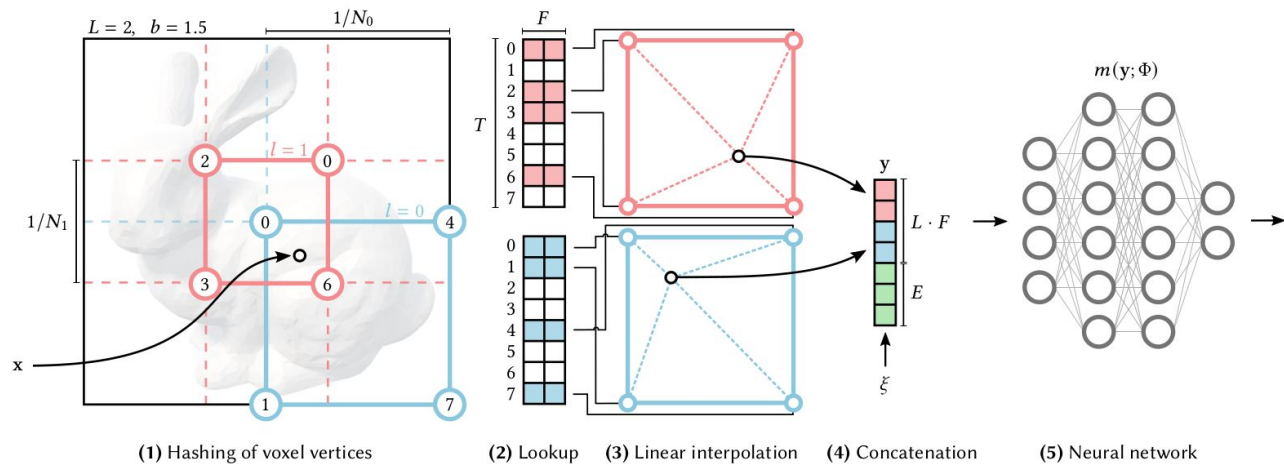 L = 2, b = 1.5
1/N₀
l = 1
2
0
1/N₁
l = 0
0
4
3
6
x
1
7
F
T
0
1
2
3
4
5
6
7
0
1
2
3
4
5
6
7
y
L · F
E
ξ
m(y; Φ)
(1) Hashing of voxel vertices
(2) Lookup
(3) Linear interpolation
(4) Concatenation
(5) Neural network